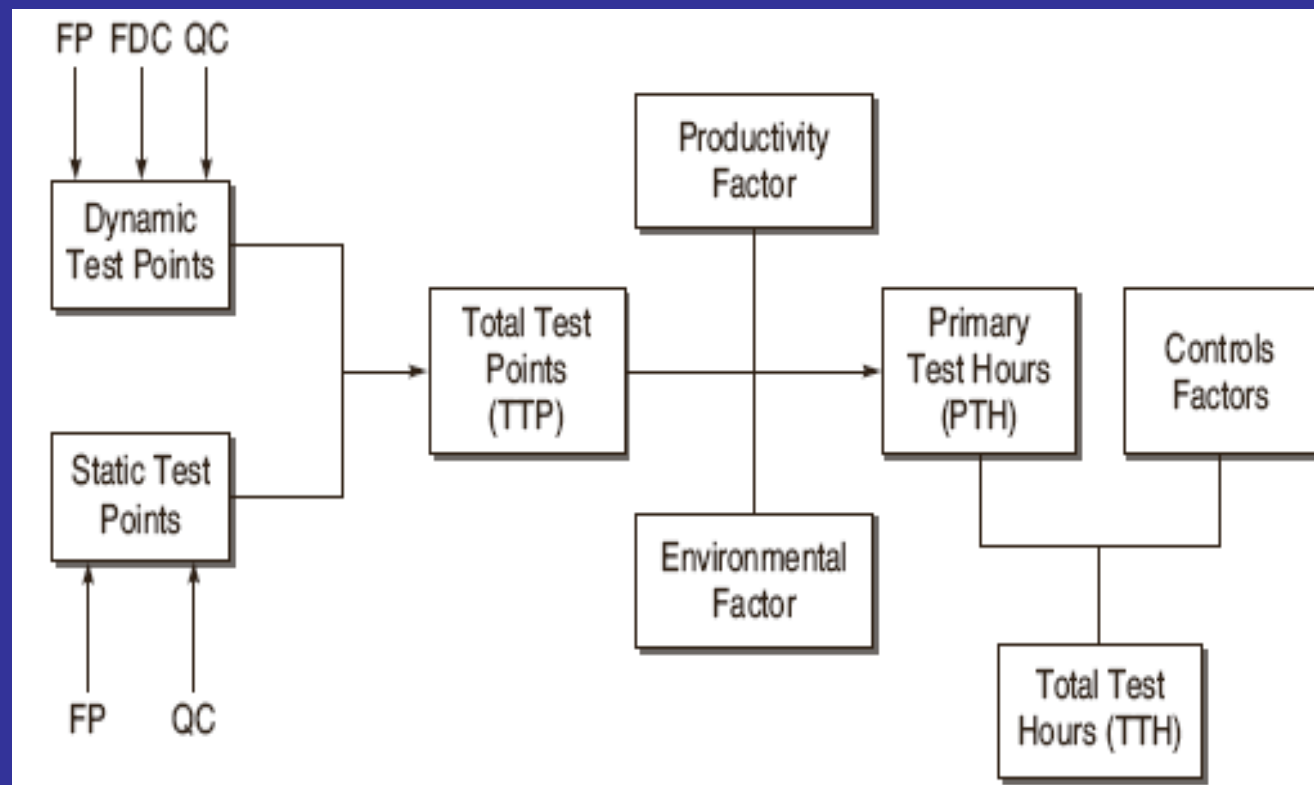 FP FDC QC
Dynamic
Test Points
Static Test
Points
FP QC
Total Test
Points
(TTP)
Productivity
Factor
Environmental
Factor
Primary
Test Hours
(PTH)
Controls
Factors
Total Test
Hours (TTH)